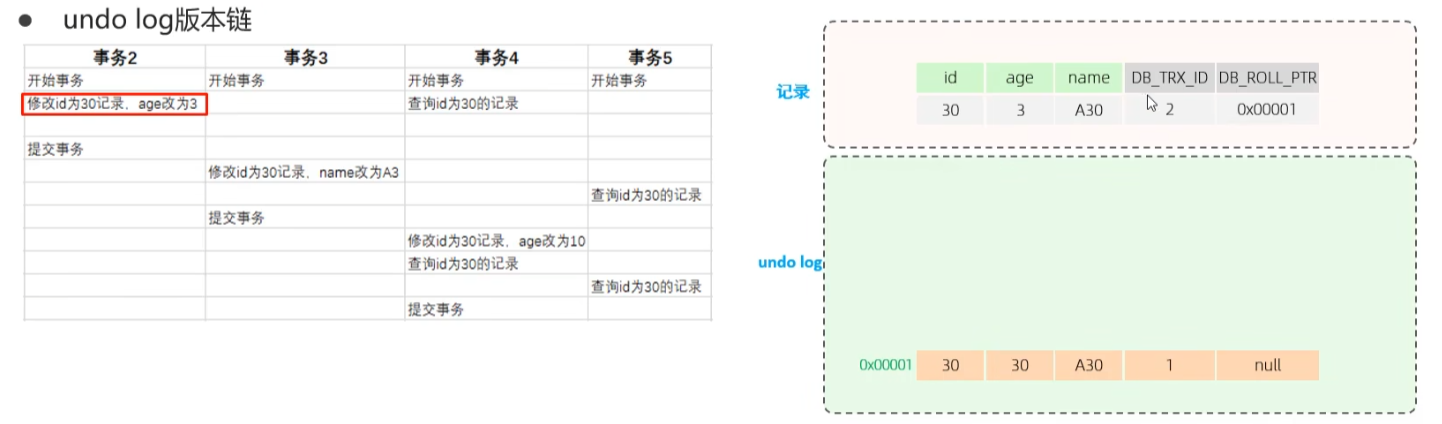 ● undo log版本链
事务2 事务3 事务4 事务5
开始事务 开始事务 开始事务 开始事务
修改id为30记录，age改为3 查询id为30的记录
提交事务
修改id为30记录，name改为A3
查询id为30的记录
提交事务
修改id为30记录，age改为10
查询id为30的记录
查询id为30的记录
提交事务
记录
id age name DB_TRX_ID DB_ROLL_PTR
30 3 A30 2 0x00001
undo log
0x00001 30 30 A30 1 null